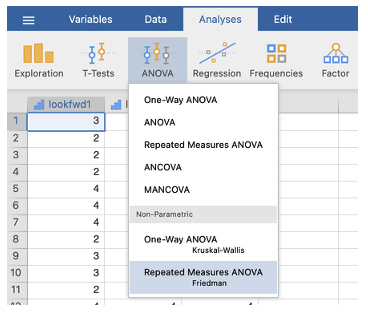 Variables Data Analyses Edit
Exploration T-Tests ANOVA Regression Frequencies Factor
lookfwd1
One-Way ANOVA
ANOVA
Repeated Measures ANOVA
ANCOVA
MANCOVA
Non-Parametric
One-Way ANOVA
Kruskal-Wallis
Repeated Measures ANOVA
Friedman
1 3
2 2
3 2
4 2
5 4
6 4
7 4
8 2
9 3
10 3
11 2